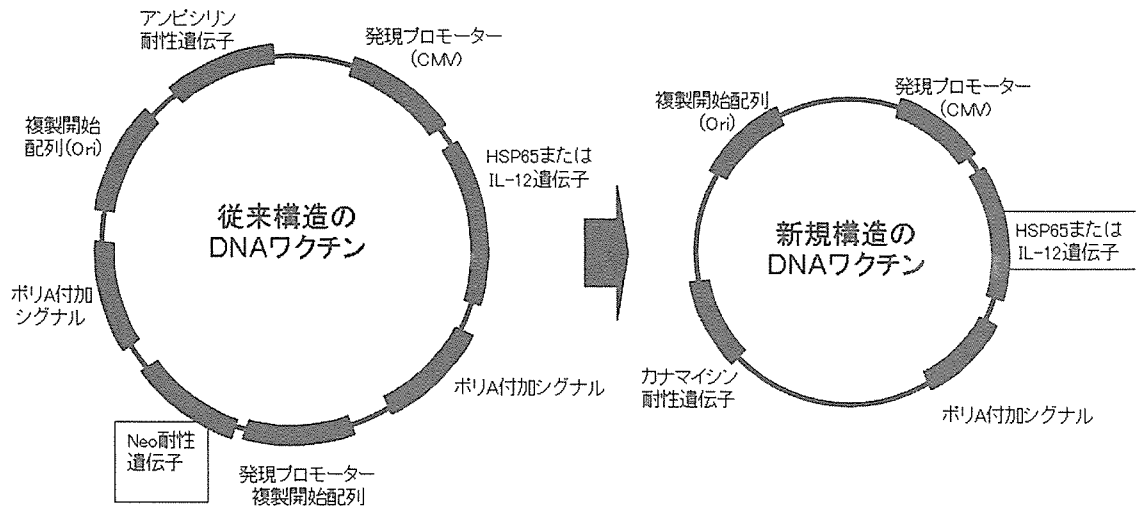 アンピシリン
耐性遺伝子
発現プロモーター
(CMV)
複製開始
配列(Ori)
HSP65または
IL-12遺伝子
従来構造の
DNAワクチン
ポリA付加
シグナル
ポリA付加シグナル
Neo耐性
遺伝子
発現プロモーター
複製開始配列
複製開始配列
(Ori)
発現プロモーター
(CMV)
HSP65または
IL-12遺伝子
新規構造の
DNAワクチン
カナマイシン
耐性遺伝子
ポリA付加シグナル